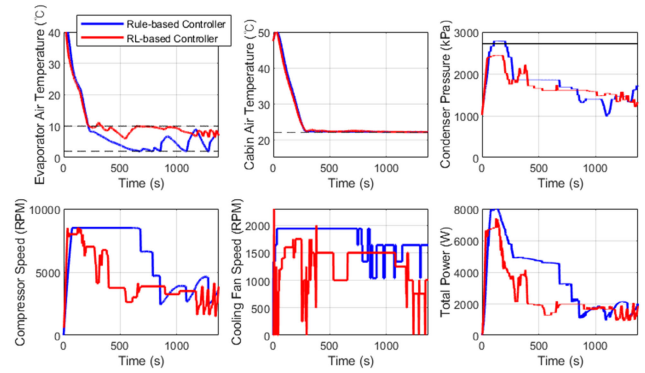 Rule-based Controller
RL-based Controller
Evaporator Air Temperature (℃)
40
30
20
10
0
0 500 1000
Time (s)
Cabin Air Temperature (℃)
50
40
30
20
0 500 1000
Time (s)
Condenser Pressure (kPa)
3000
2000
1000
0
0 500 1000
Time (s)
Compressor Speed (RPM)
10000
5000
0
0 500 1000
Time (s)
Cooling Fan Speed (RPM)
2000
1500
1000
500
0
0 500 1000
Time (s)
Total Power (W)
8000
6000
4000
2000
0
0 500 1000
Time (s)